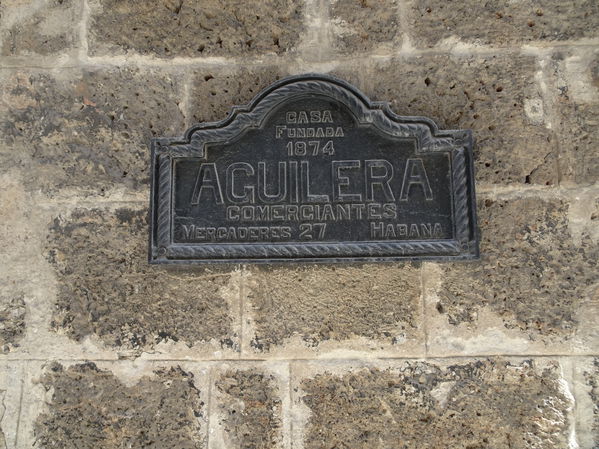 CASA
FUNDADA
1874
AGUILERA
COMERCIANTES
MERCADERES 27 HABANA